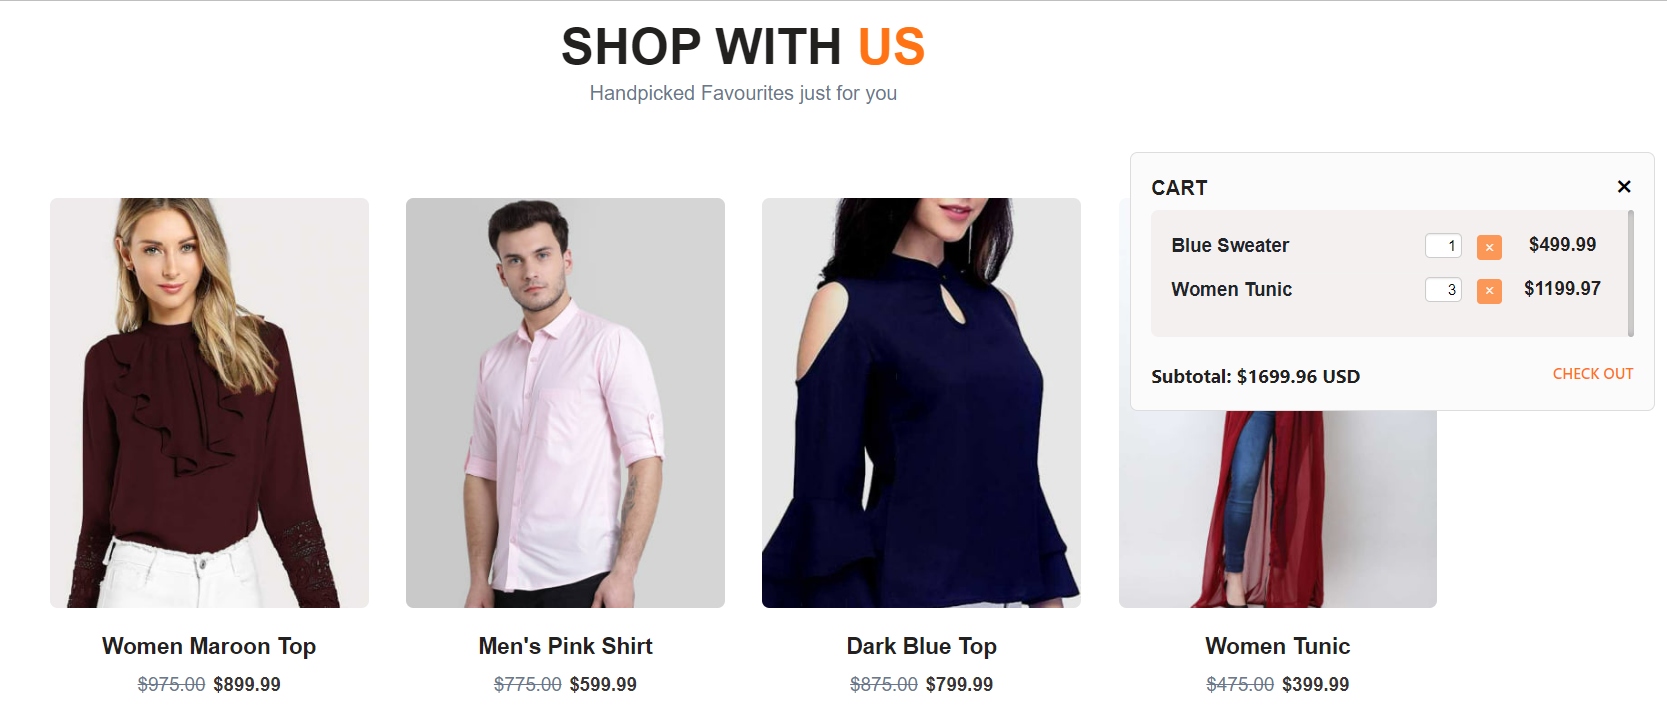 SHOP WITH US
Handpicked Favourites just for you
CART ×
Blue Sweater 1 × $499.99
Women Tunic 3 × $1199.97
Subtotal: $1699.96 USD CHECK OUT
Women Maroon Top
$975.00 $899.99
Men's Pink Shirt
$775.00 $599.99
Dark Blue Top
$875.00 $799.99
Women Tunic
$475.00 $399.99